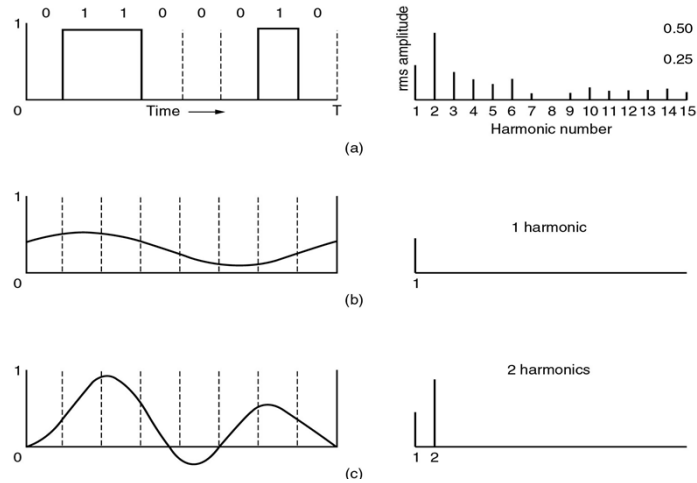 0 1 1 0 0 0 1 0
1
0
Time
T
rms amplitude
0.50
0.25
1 2 3 4 5 6 7 8 9 10 11 12 13 14 15
Harmonic number
(a)
1
0
1 harmonic
1
(b)
1
0
2 harmonics
1 2
(c)